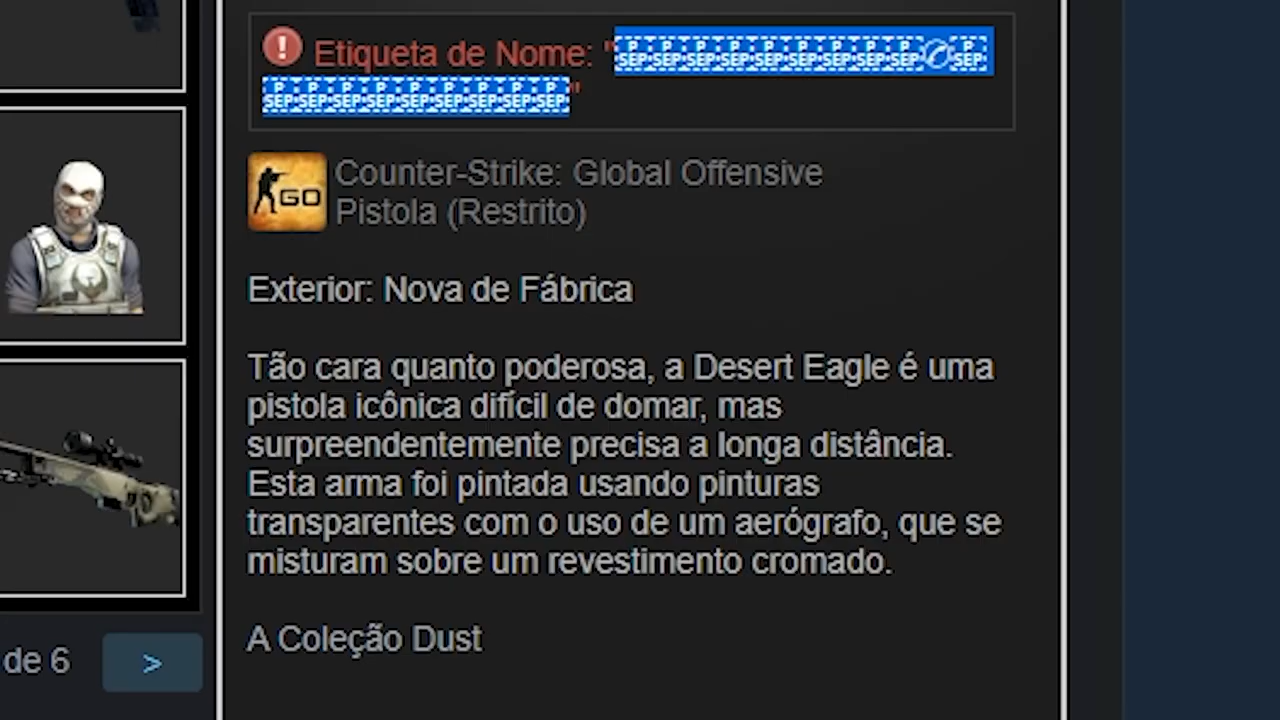 Etiqueta de Nome: "
"
GO
Counter-Strike: Global Offensive
Pistola (Restrito)
Exterior: Nova de Fábrica
Tão cara quanto poderosa, a Desert Eagle é uma
pistola icônica difícil de domar, mas
surpreendentemente precisa a longa distância.
Esta arma foi pintada usando pinturas
transparentes com o uso de um aerógrafo, que se
misturam sobre um revestimento cromado.
A Coleção Dust
de 6 >